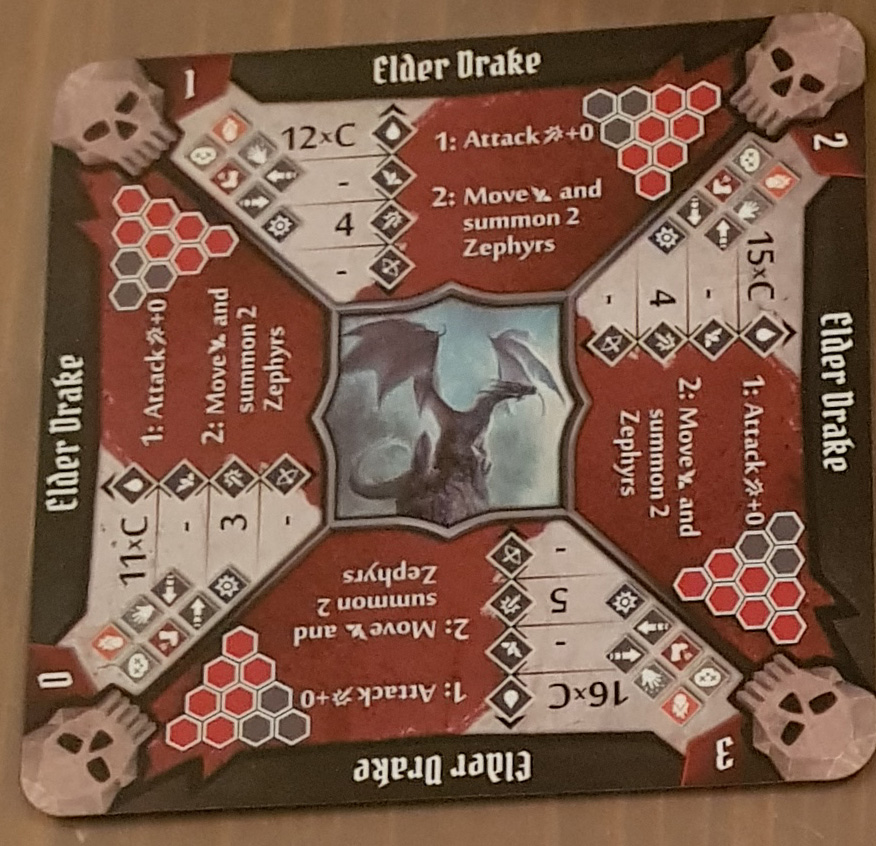 1
Elder Drake
12×C
-
4
-
1: Attack +0
2: Move and
summon 2
Zephyrs
2
Elder Drake
15×C
-
4
-
1: Attack +0
2: Move and
summon 2
Zephyrs
3
Elder Drake
16×C
-
5
-
1: Attack +0
2: Move and
summon 2
Zephyrs
0
Elder Drake
11×C
-
3
-
1: Attack +0
2: Move and
summon 2
Zephyrs